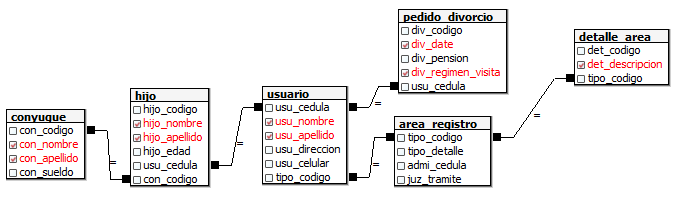 pedido_divorcio
div_codigo
div_date
div_pension
div_regimen_visita
usu_cedula
detalle_area
det_codigo
det_descripcion
tipo_codigo
conyugue
con_codigo
con_nombre
con_apellido
con_sueldo
hijo
hijo_codigo
hijo_nombre
hijo_apellido
hijo_edad
usu_cedula
con_codigo
usuario
usu_cedula
usu_nombre
usu_apellido
usu_direccion
usu_celular
tipo_codigo
area_registro
tipo_codigo
tipo_detalle
admi_cedula
juz_tramite
=
=
=
=
=